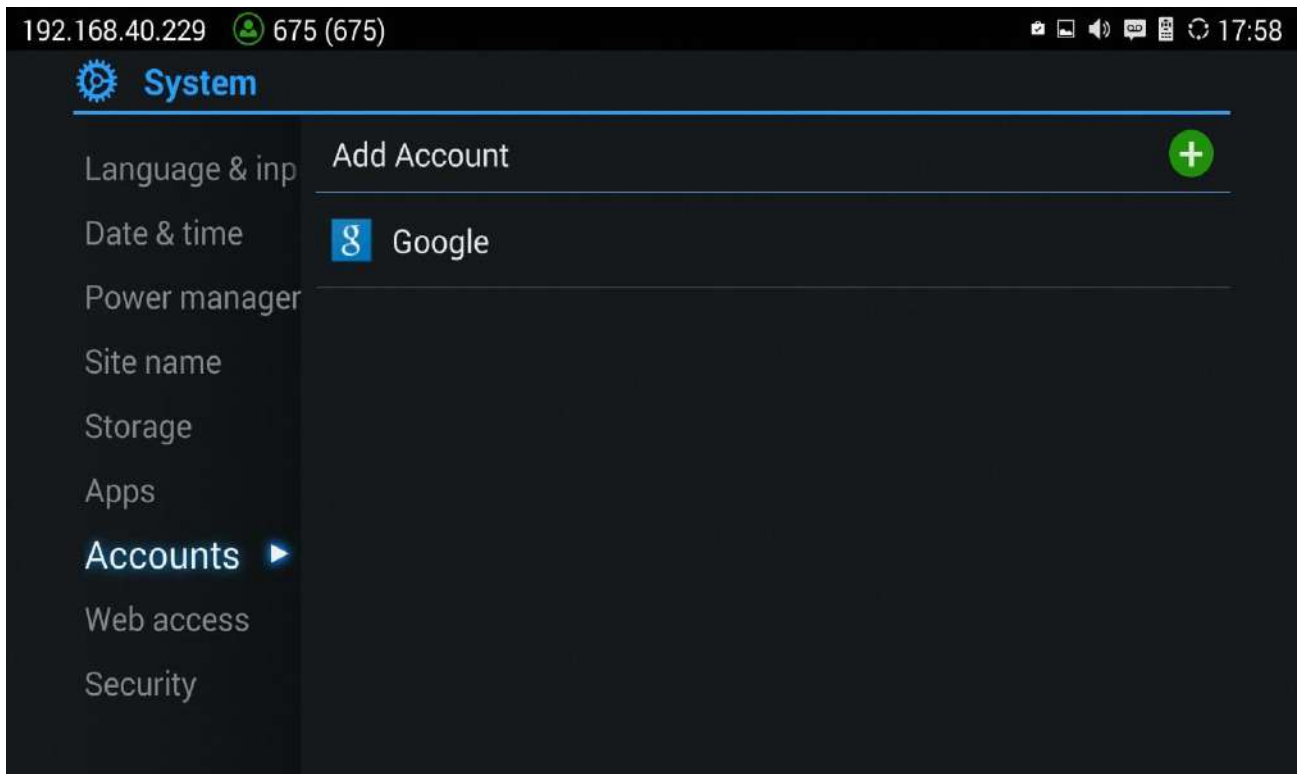 192.168.40.229 675 (675) 17:58
System
Language & inp
Add Account
Date & time
g Google
Power manager
Site name
Storage
Apps
Accounts
Web access
Security